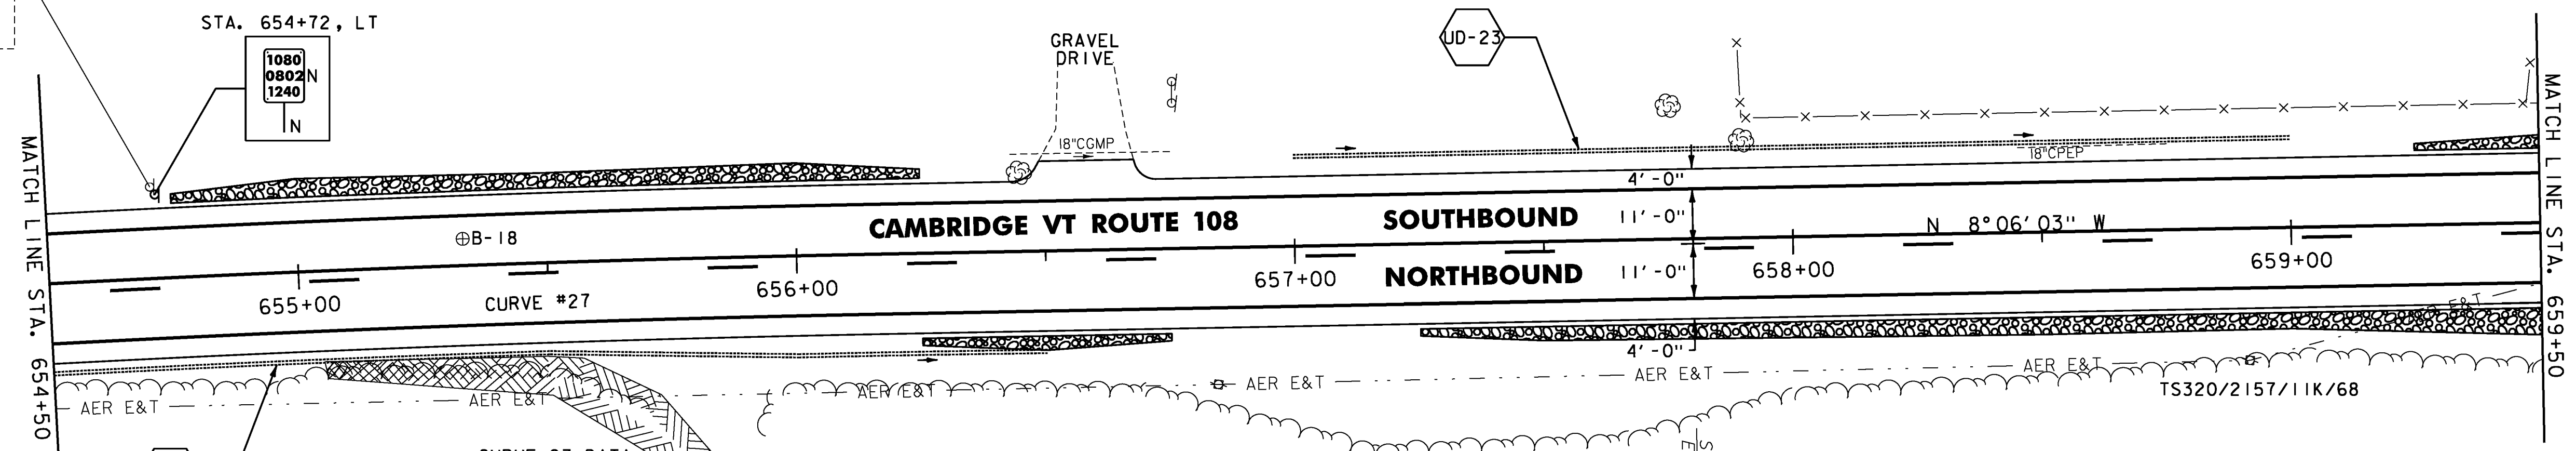 STA. 654+72, LT
1080
0802 N
1240
N
GRAVEL
DRIVE
18"CGMP
UD-23
18"CPEP
MATCH LINE STA. 654+50
MATCH LINE STA. 659+50
4'-0"
CAMBRIDGE VT ROUTE 108
SOUTHBOUND
11'-0"
N 8°06'03" W
B-18
655+00
656+00
657+00
658+00
659+00
CURVE #27
NORTHBOUND
11'-0"
4'-0"
E&T
AER E&T
AER E&T
AER E&T
AER E&T
AER E&T
AER E&T
TS320/2157/11K/68